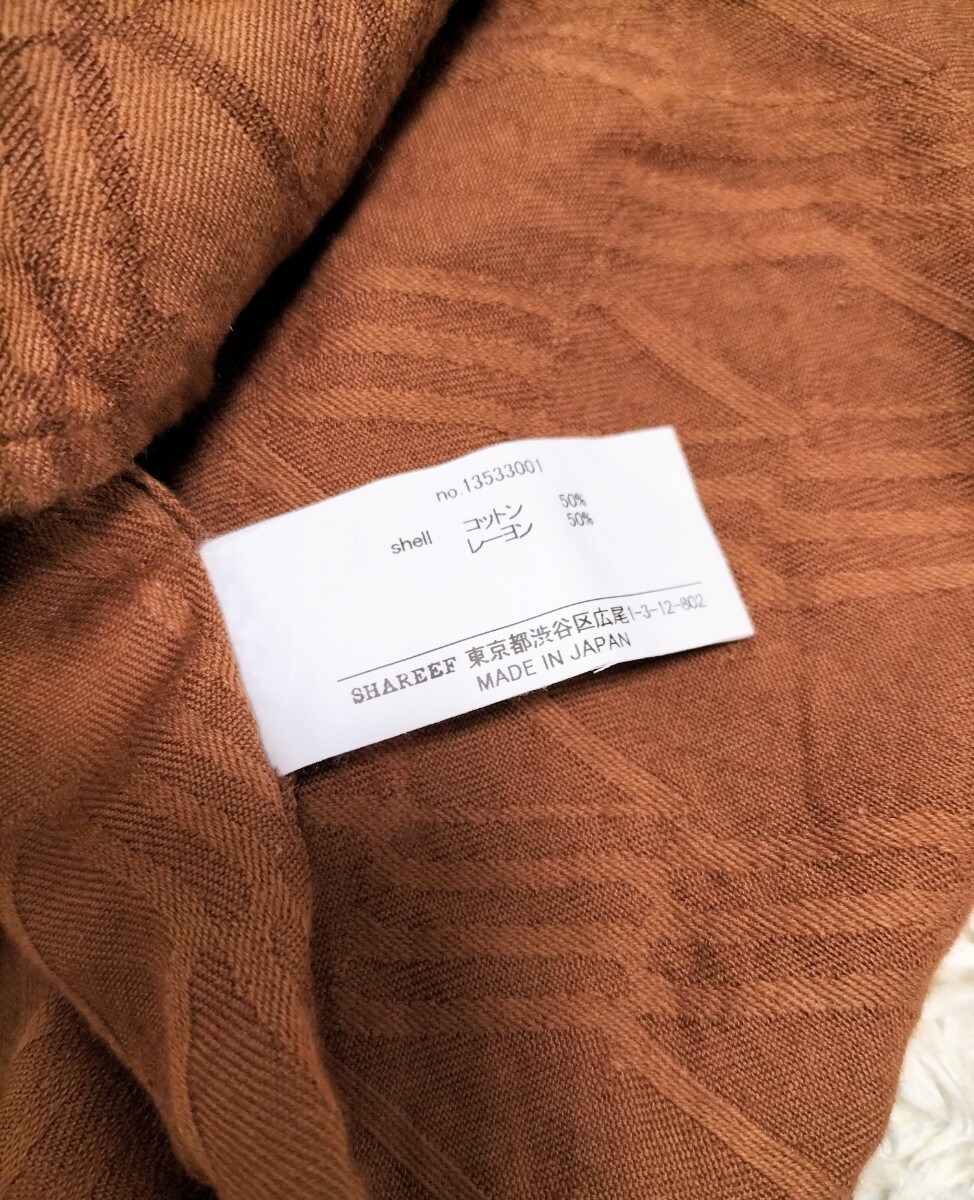 no.13533001
shell コットン 50%
レーヨン 50%
SHAREEF 東京都渋谷区広尾1-3-12-802
MADE IN JAPAN